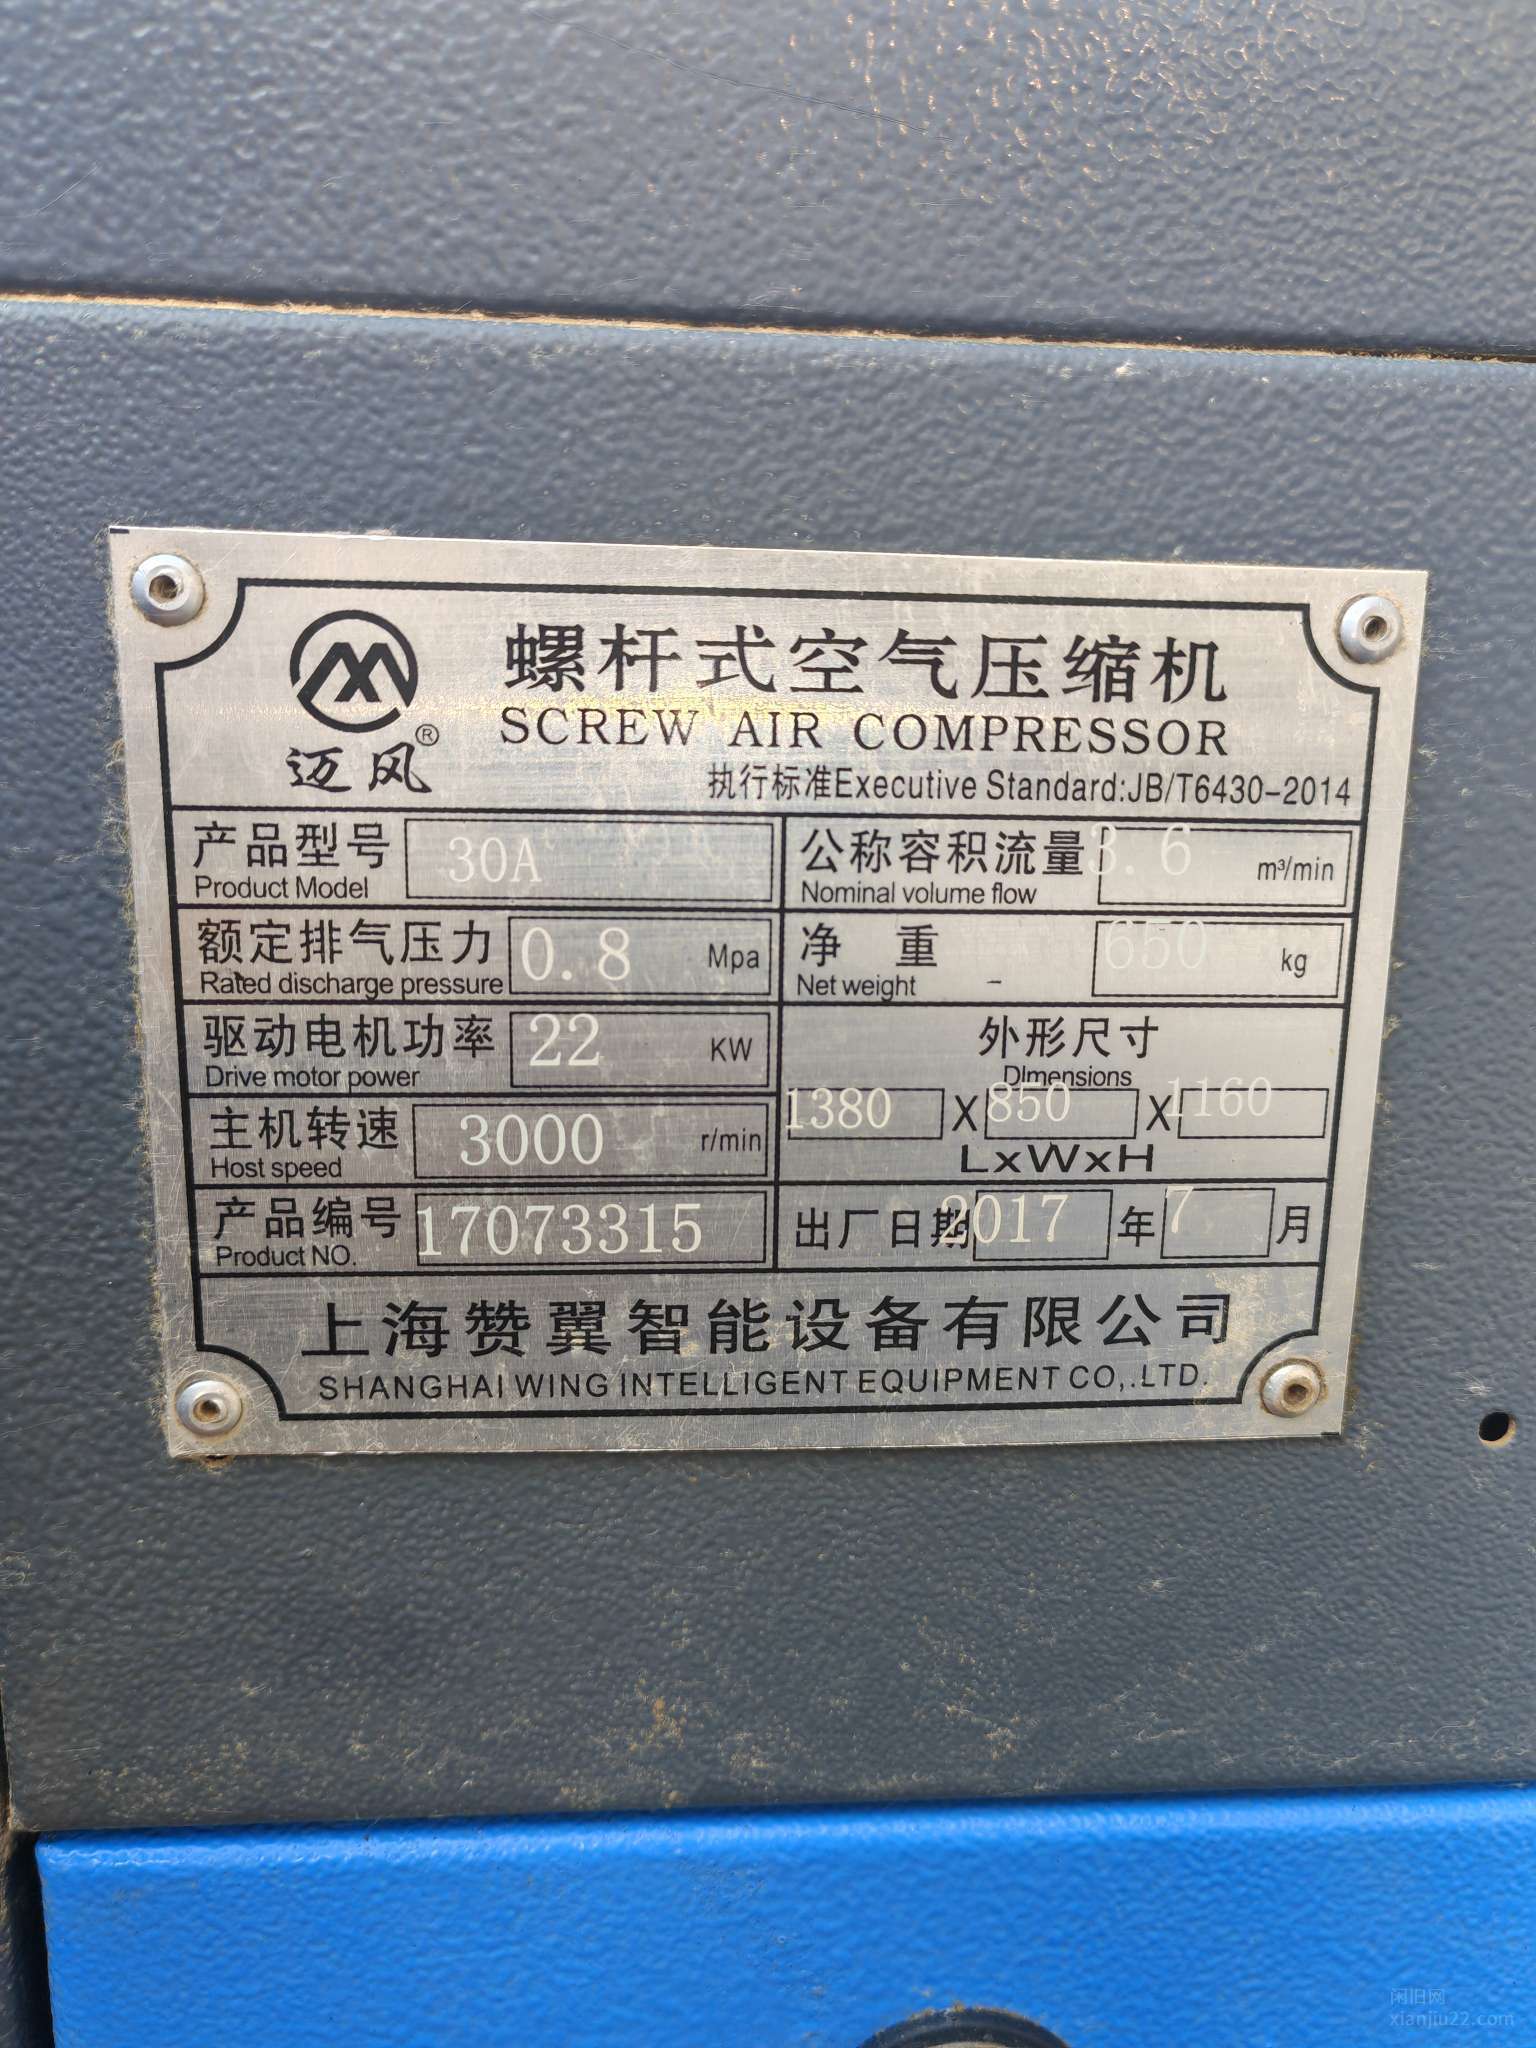 迈风®
螺杆式空气压缩机
SCREW AIR COMPRESSOR
执行标准Executive Standard:JB/T6430-2014
产品型号 30A
Product Model
公称容积流量 3.6 m³/min
Nominal volume flow
额定排气压力 0.8 Mpa
Rated discharge pressure
净 重 650 kg
Net weight
驱动电机功率 22 KW
Drive motor power
外形尺寸
DImensions
1380 X 850 X 1160
LxWxH
主机转速 3000 r/min
Host speed
产品编号 17073315
Product NO.
出厂日期 2017 年 7 月
上海赞翼智能设备有限公司
SHANGHAI WING INTELLIGENT EQUIPMENT CO,.LTD.
闲旧网
xianjiu22.com